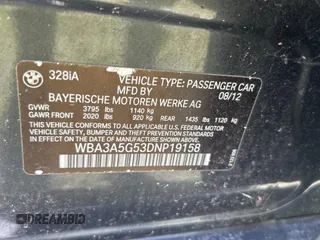 BMW
328iA
VEHICLE TYPE: PASSENGER CAR
08/12
BAYERISCHE MOTOREN WERKE AG
GVWR 3795 lbs 1140 kg
GAWR FRONT 2020 lbs 920 kg REAR 1435 lbs 1120 kg
THIS VEHICLE CONFORMS TO ALL APPLICABLE U.S. FEDERAL MOTOR
VEHICLE SAFETY, BUMPER AND THEFT PREVENTION STANDARDS
IN EFFECT ON THE DATE OF MANUFACTURE SHOWN ABOVE.
WBA3A5G53DNP19158
DREAMBID